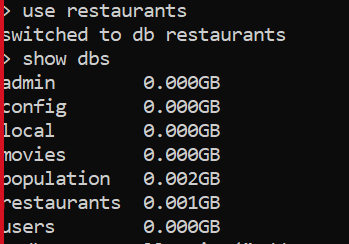 > use restaurants
switched to db restaurants
> show dbs
admin 0.000GB
config 0.000GB
local 0.000GB
movies 0.000GB
population 0.002GB
restaurants 0.001GB
users 0.000GB